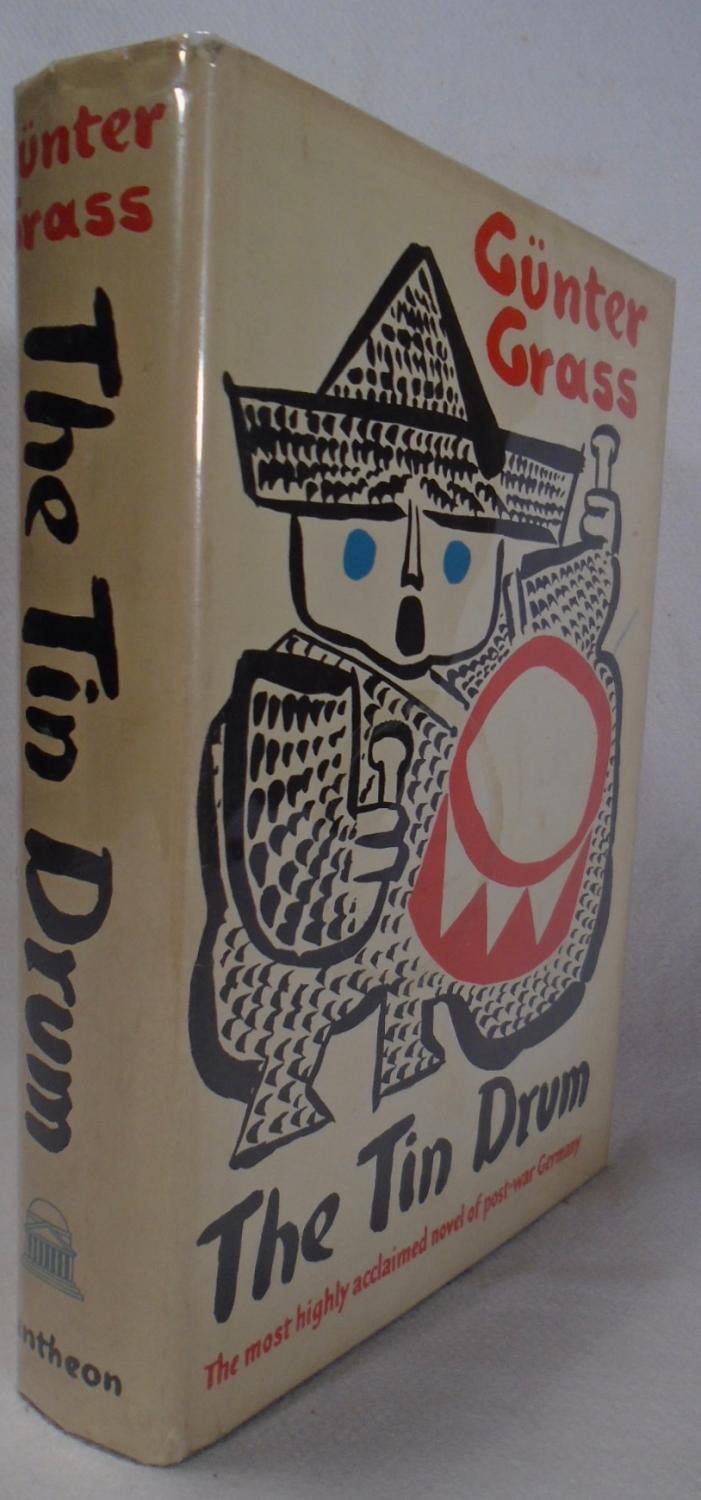 ünter
Grass
The Tin Drum
ntheon
Günter
Grass
The Tin Drum
The most highly acclaimed novel of post-war Germany